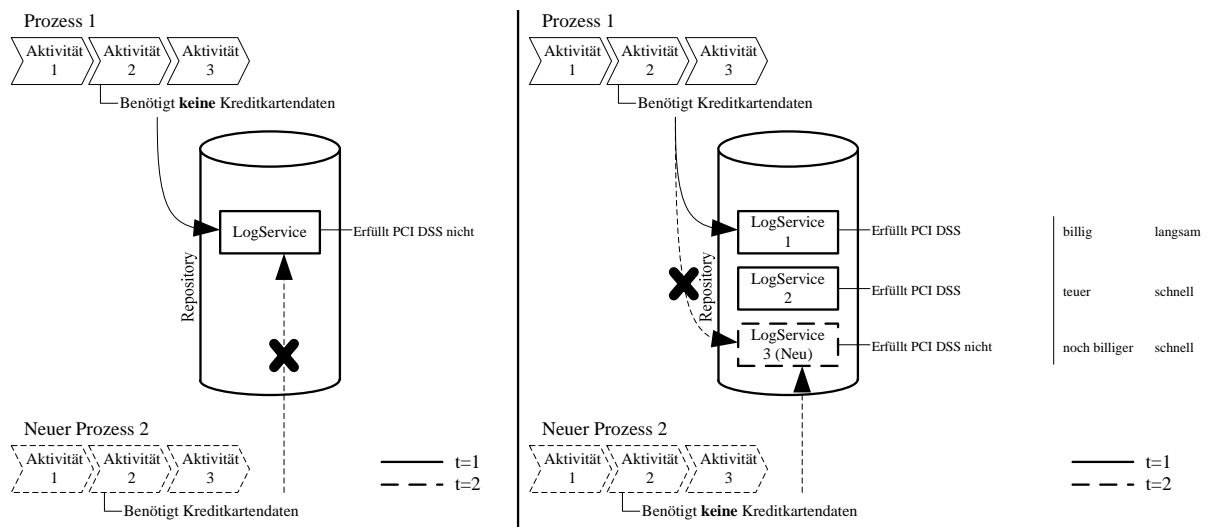 Prozess 1
Aktivität 1
Aktivität 2
Aktivität 3
Benötigt keine Kreditkartendaten
LogService
Erfüllt PCI DSS nicht
Repository
Neuer Prozess 2
Aktivität 1
Aktivität 2
Aktivität 3
Benötigt Kreditkartendaten
t=1
t=2
Prozess 1
Aktivität 1
Aktivität 2
Aktivität 3
Benötigt Kreditkartendaten
LogService 1
Erfüllt PCI DSS
billig langsam
Repository
LogService 2
Erfüllt PCI DSS
teuer schnell
LogService 3 (Neu)
Erfüllt PCI DSS nicht
noch billiger schnell
Neuer Prozess 2
Aktivität 1
Aktivität 2
Aktivität 3
Benötigt keine Kreditkartendaten
t=1
t=2